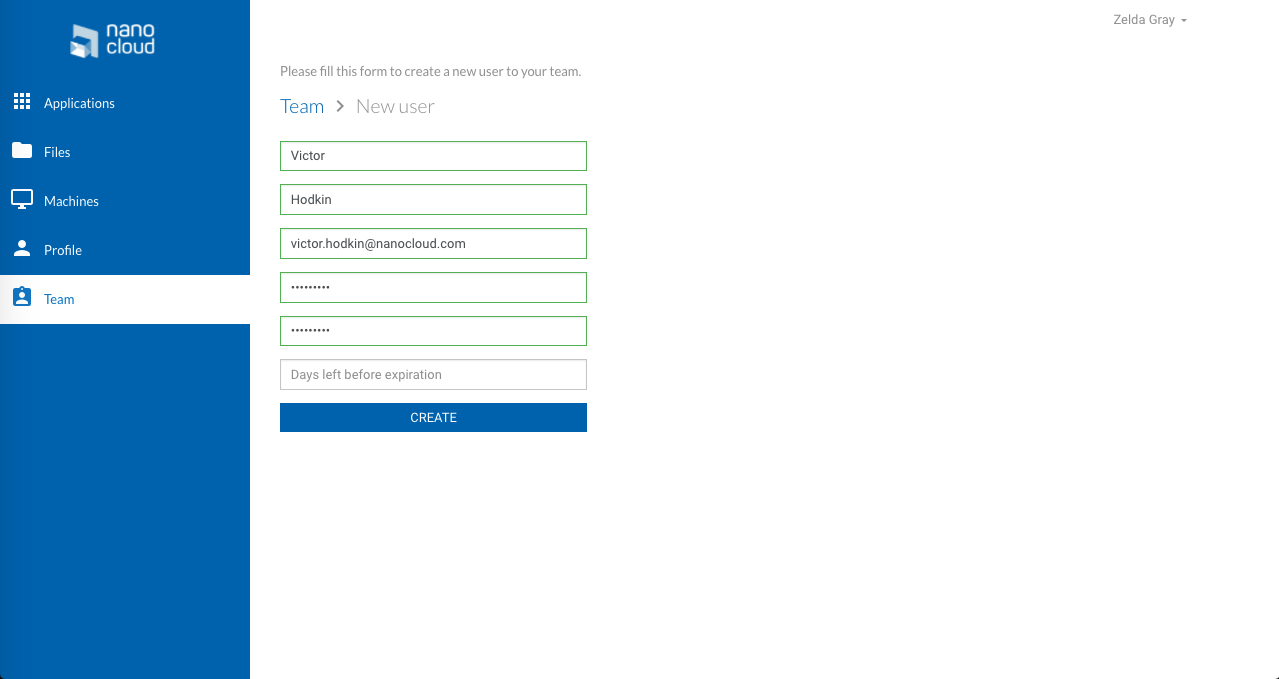 nano
cloud
Zelda Gray
Applications
Files
Machines
Profile
Team
Please fill this form to create a new user to your team.
Team > New user
Victor
Hodkin
victor.hodkin@nanocloud.com
•••••••••
•••••••••
Days left before expiration
CREATE